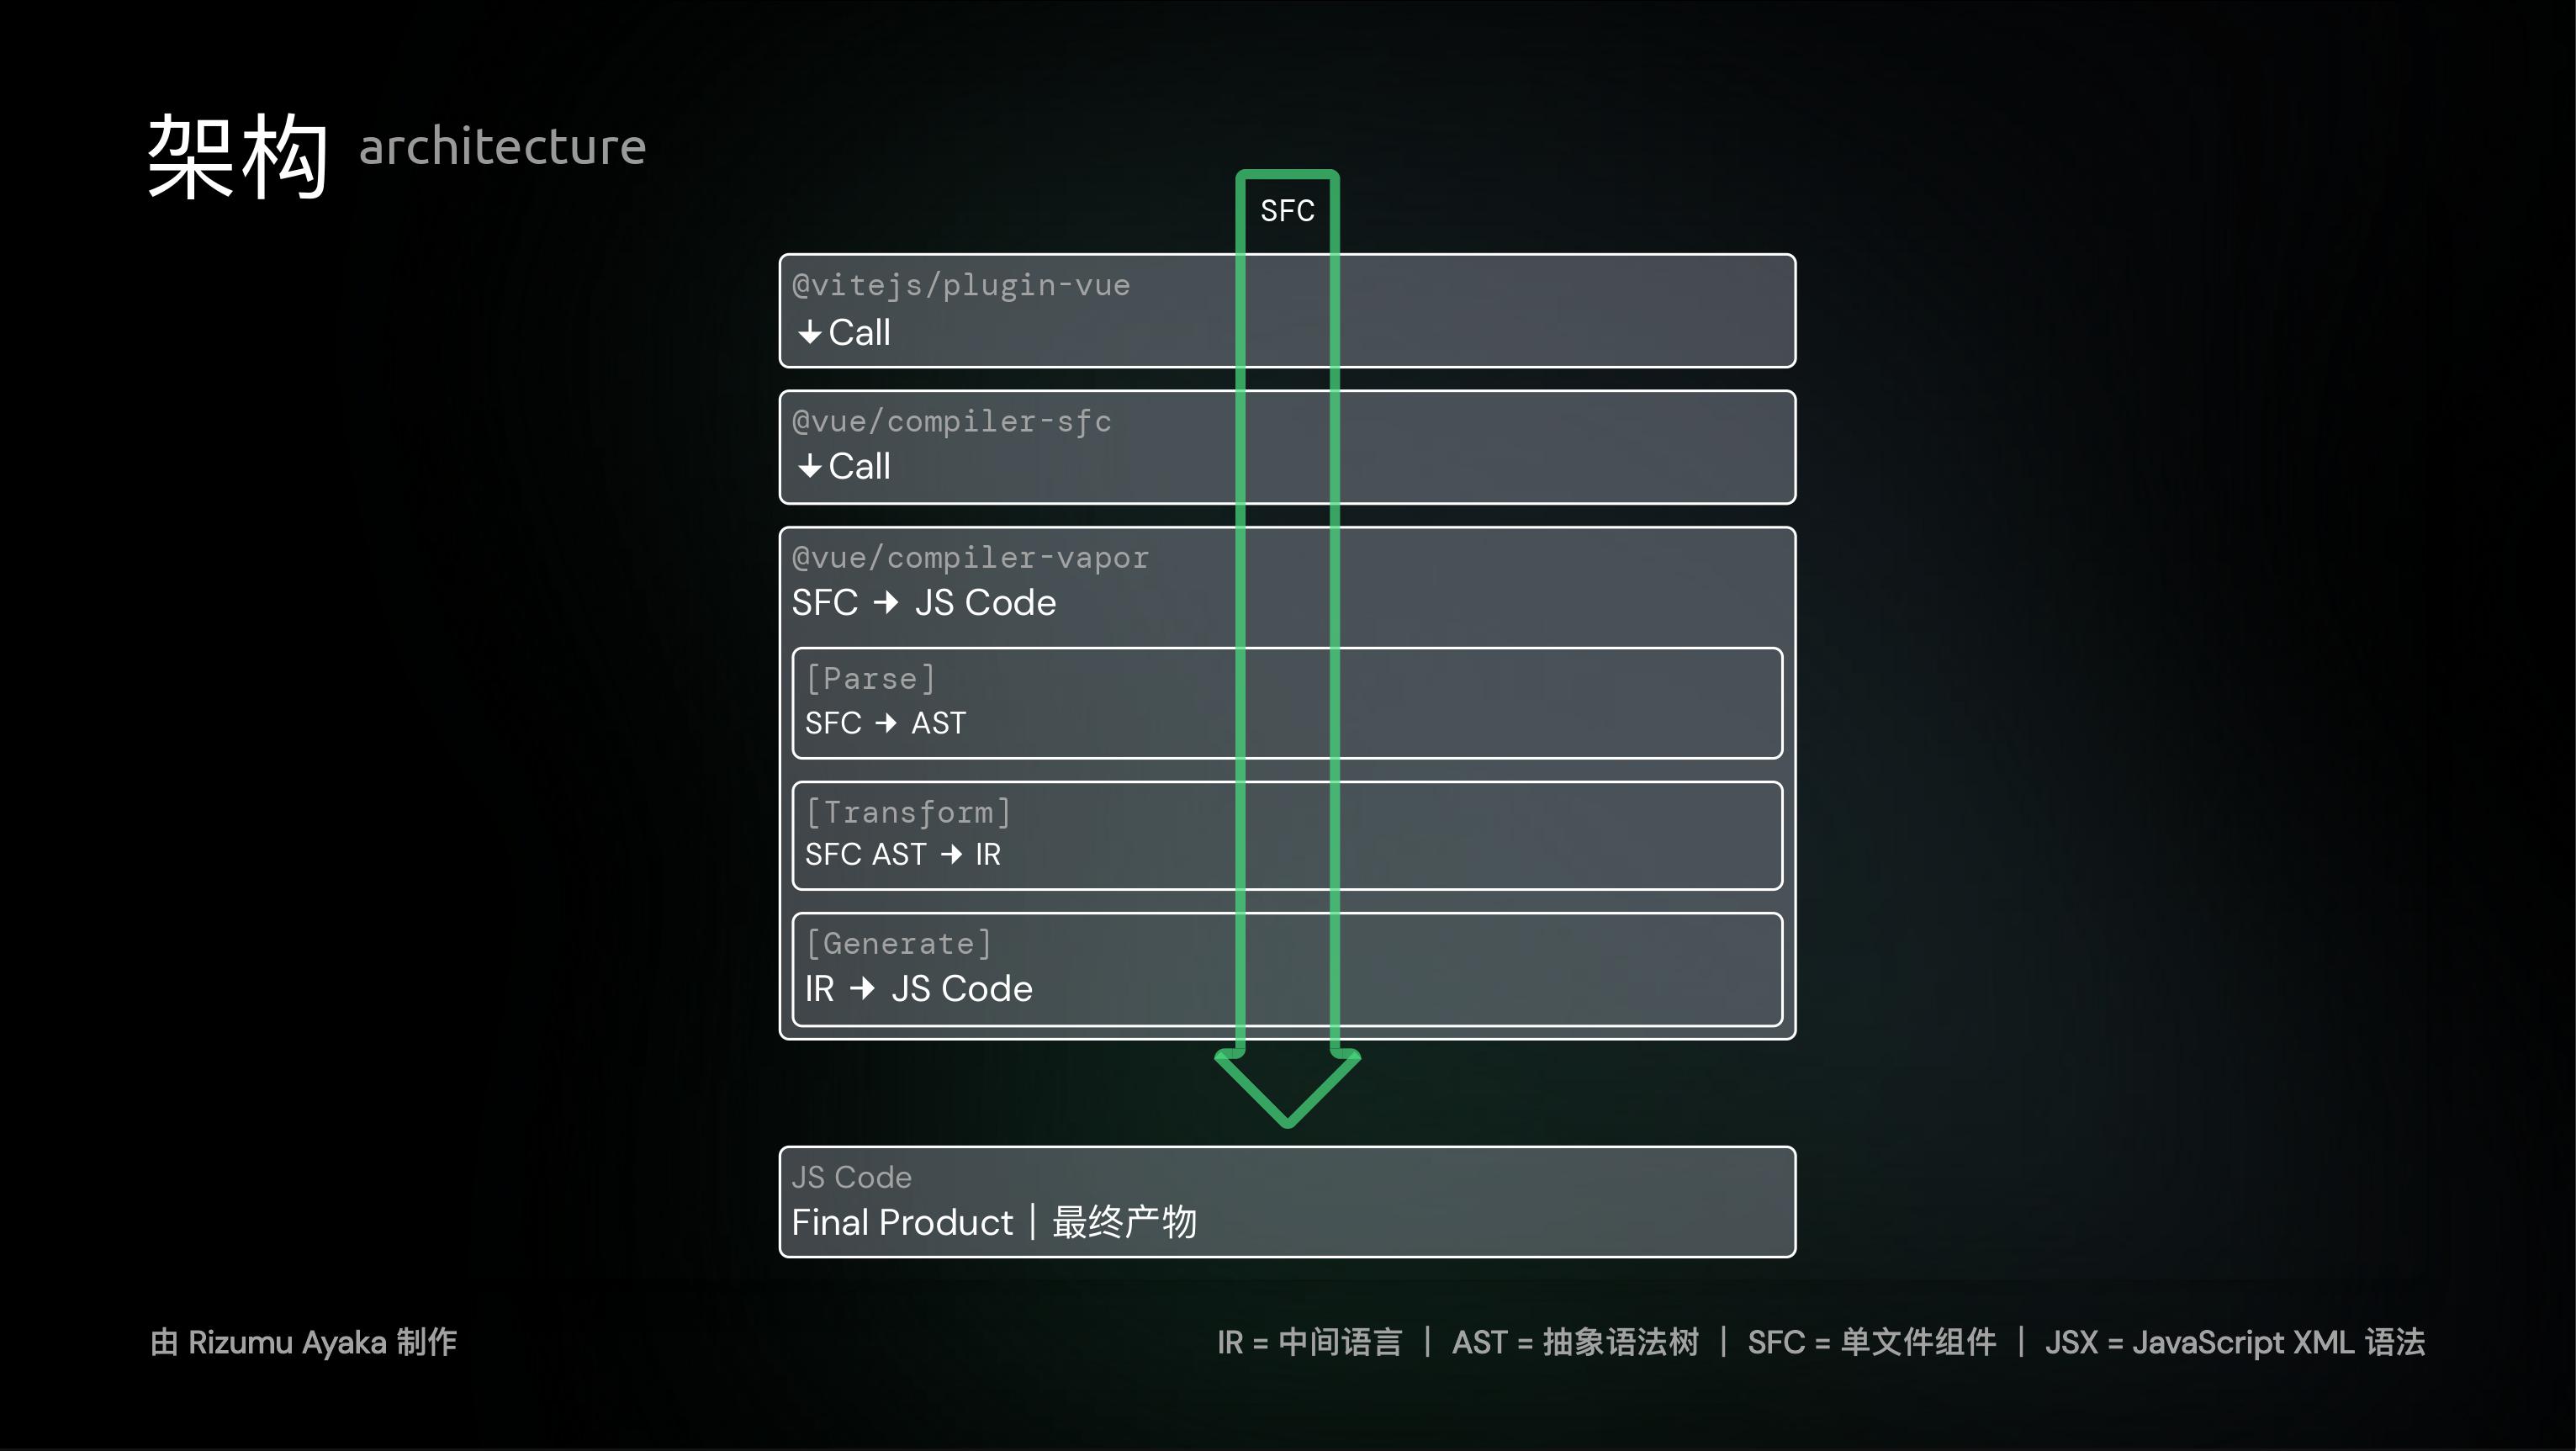 架构 architecture
SFC
@vitejs/plugin-vue
↓ Call
@vue/compiler-sfc
↓ Call
@vue/compiler-vapor
SFC → JS Code
[Parse]
SFC → AST
[Transform]
SFC AST → IR
[Generate]
IR → JS Code
JS Code
Final Product | 最终产物
由 Rizumu Ayaka 制作
IR = 中间语言 | AST = 抽象语法树 | SFC = 单文件组件 | JSX = JavaScript XML 语法